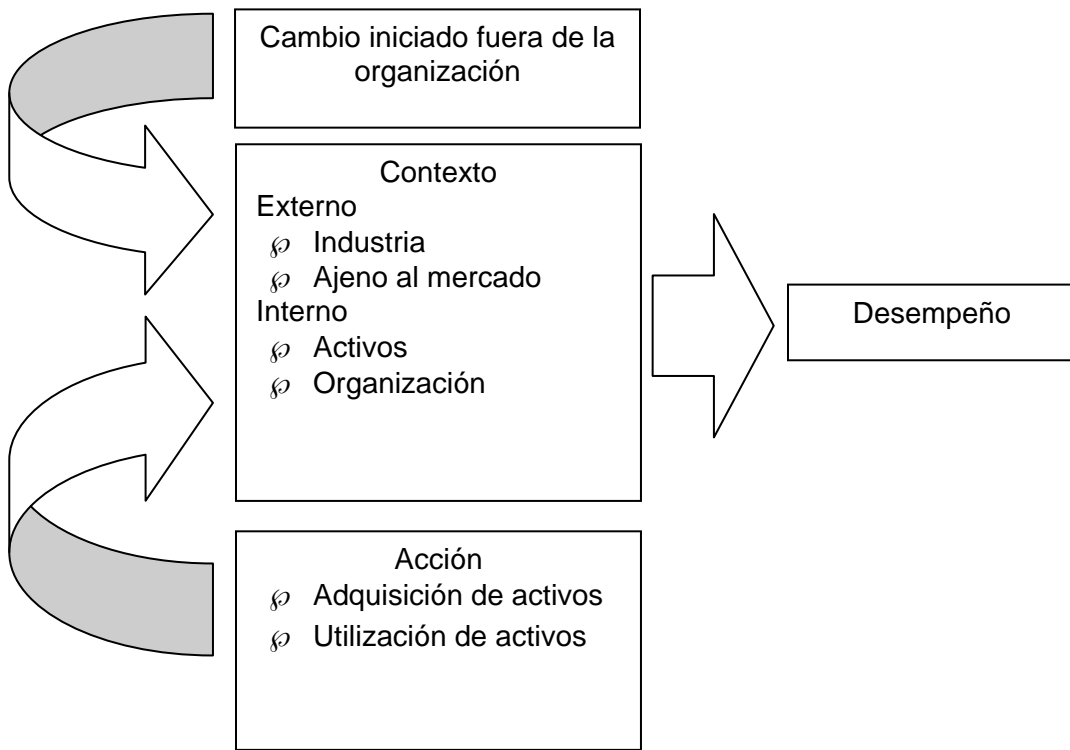 Cambio iniciado fuera de la
organización
Contexto
Externo
℘ Industria
℘ Ajeno al mercado
Interno
℘ Activos
℘ Organización
Desempeño
Acción
℘ Adquisición de activos
℘ Utilización de activos